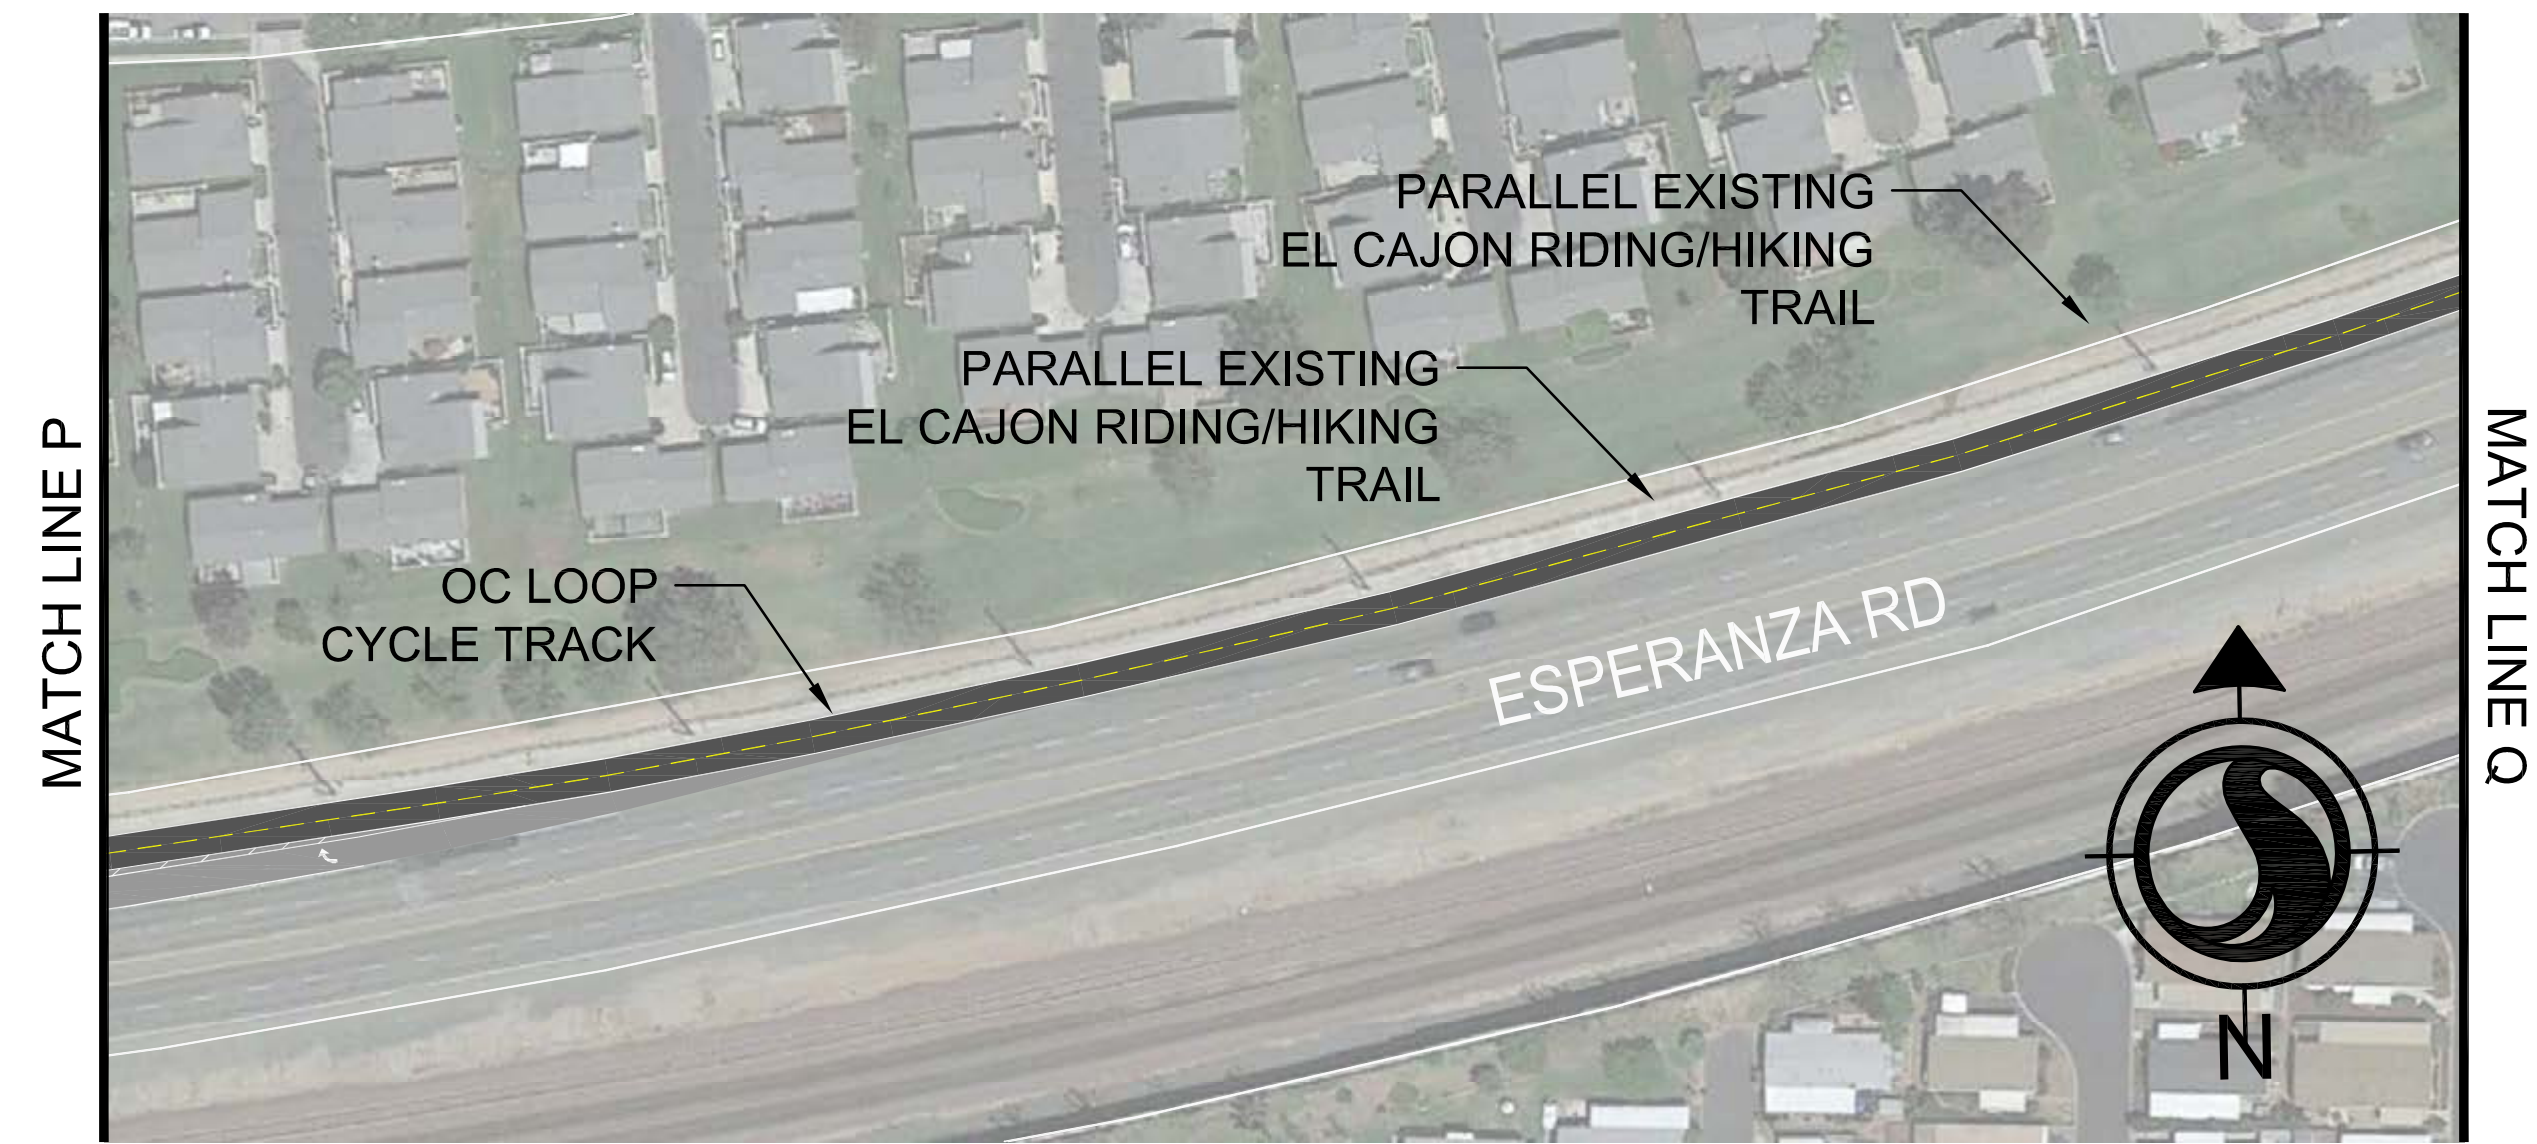 PARALLEL EXISTING
EL CAJON RIDING/HIKING
TRAIL
PARALLEL EXISTING
EL CAJON RIDING/HIKING
TRAIL
OC LOOP
CYCLE TRACK
ESPERANZA RD
MATCH LINE P
MATCH LINE Q
N